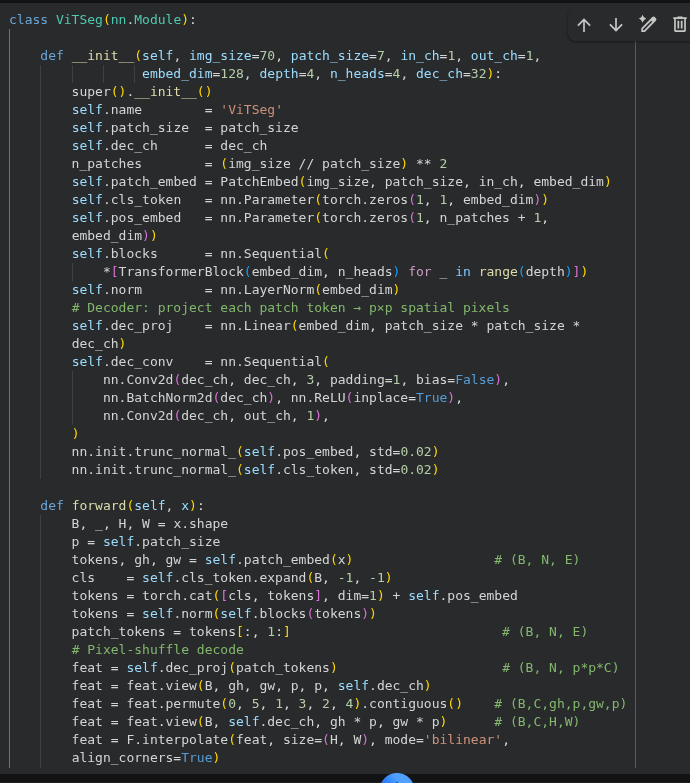 class ViTSeg(nn.Module):
def __init__(self, img_size=70, patch_size=7, in_ch=1, out_ch=1,
embed_dim=128, depth=4, n_heads=4, dec_ch=32):
super().__init__()
self.name = 'ViTSeg'
self.patch_size = patch_size
self.dec_ch = dec_ch
n_patches = (img_size // patch_size) ** 2
self.patch_embed = PatchEmbed(img_size, patch_size, in_ch, embed_dim)
self.cls_token = nn.Parameter(torch.zeros(1, 1, embed_dim))
self.pos_embed = nn.Parameter(torch.zeros(1, n_patches + 1,
embed_dim))
self.blocks = nn.Sequential(
*[TransformerBlock(embed_dim, n_heads) for _ in range(depth)])
self.norm = nn.LayerNorm(embed_dim)
# Decoder: project each patch token → p×p spatial pixels
self.dec_proj = nn.Linear(embed_dim, patch_size * patch_size *
dec_ch)
self.dec_conv = nn.Sequential(
nn.Conv2d(dec_ch, dec_ch, 3, padding=1, bias=False),
nn.BatchNorm2d(dec_ch), nn.ReLU(inplace=True),
nn.Conv2d(dec_ch, out_ch, 1),
)
nn.init.trunc_normal_(self.pos_embed, std=0.02)
nn.init.trunc_normal_(self.cls_token, std=0.02)
def forward(self, x):
B, _, H, W = x.shape
p = self.patch_size
tokens, gh, gw = self.patch_embed(x) # (B, N, E)
cls = self.cls_token.expand(B, -1, -1)
tokens = torch.cat([cls, tokens], dim=1) + self.pos_embed
tokens = self.norm(self.blocks(tokens))
patch_tokens = tokens[:, 1:] # (B, N, E)
# Pixel-shuffle decode
feat = self.dec_proj(patch_tokens) # (B, N, p*p*C)
feat = feat.view(B, gh, gw, p, p, self.dec_ch)
feat = feat.permute(0, 5, 1, 3, 2, 4).contiguous() # (B,C,gh,p,gw,p)
feat = feat.view(B, self.dec_ch, gh * p, gw * p) # (B,C,H,W)
feat = F.interpolate(feat, size=(H, W), mode='bilinear',
align_corners=True)